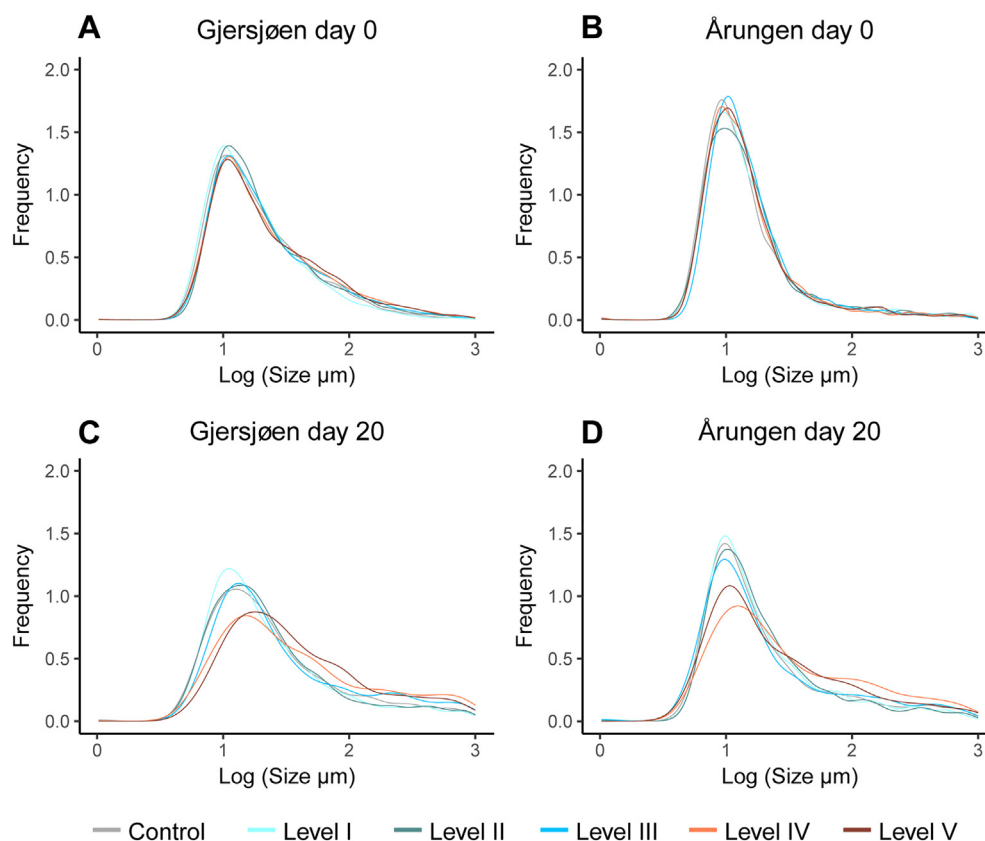 A Gjersjøen day 0
B Årungen day 0
2.0
1.5
1.0
0.5
0.0
Frequency
0 1 2 3
Log (Size µm)
2.0
1.5
1.0
0.5
0.0
Frequency
0 1 2 3
Log (Size µm)
C Gjersjøen day 20
D Årungen day 20
2.0
1.5
1.0
0.5
0.0
Frequency
0 1 2 3
Log (Size µm)
2.0
1.5
1.0
0.5
0.0
Frequency
0 1 2 3
Log (Size µm)
Control Level I Level II Level III Level IV Level V